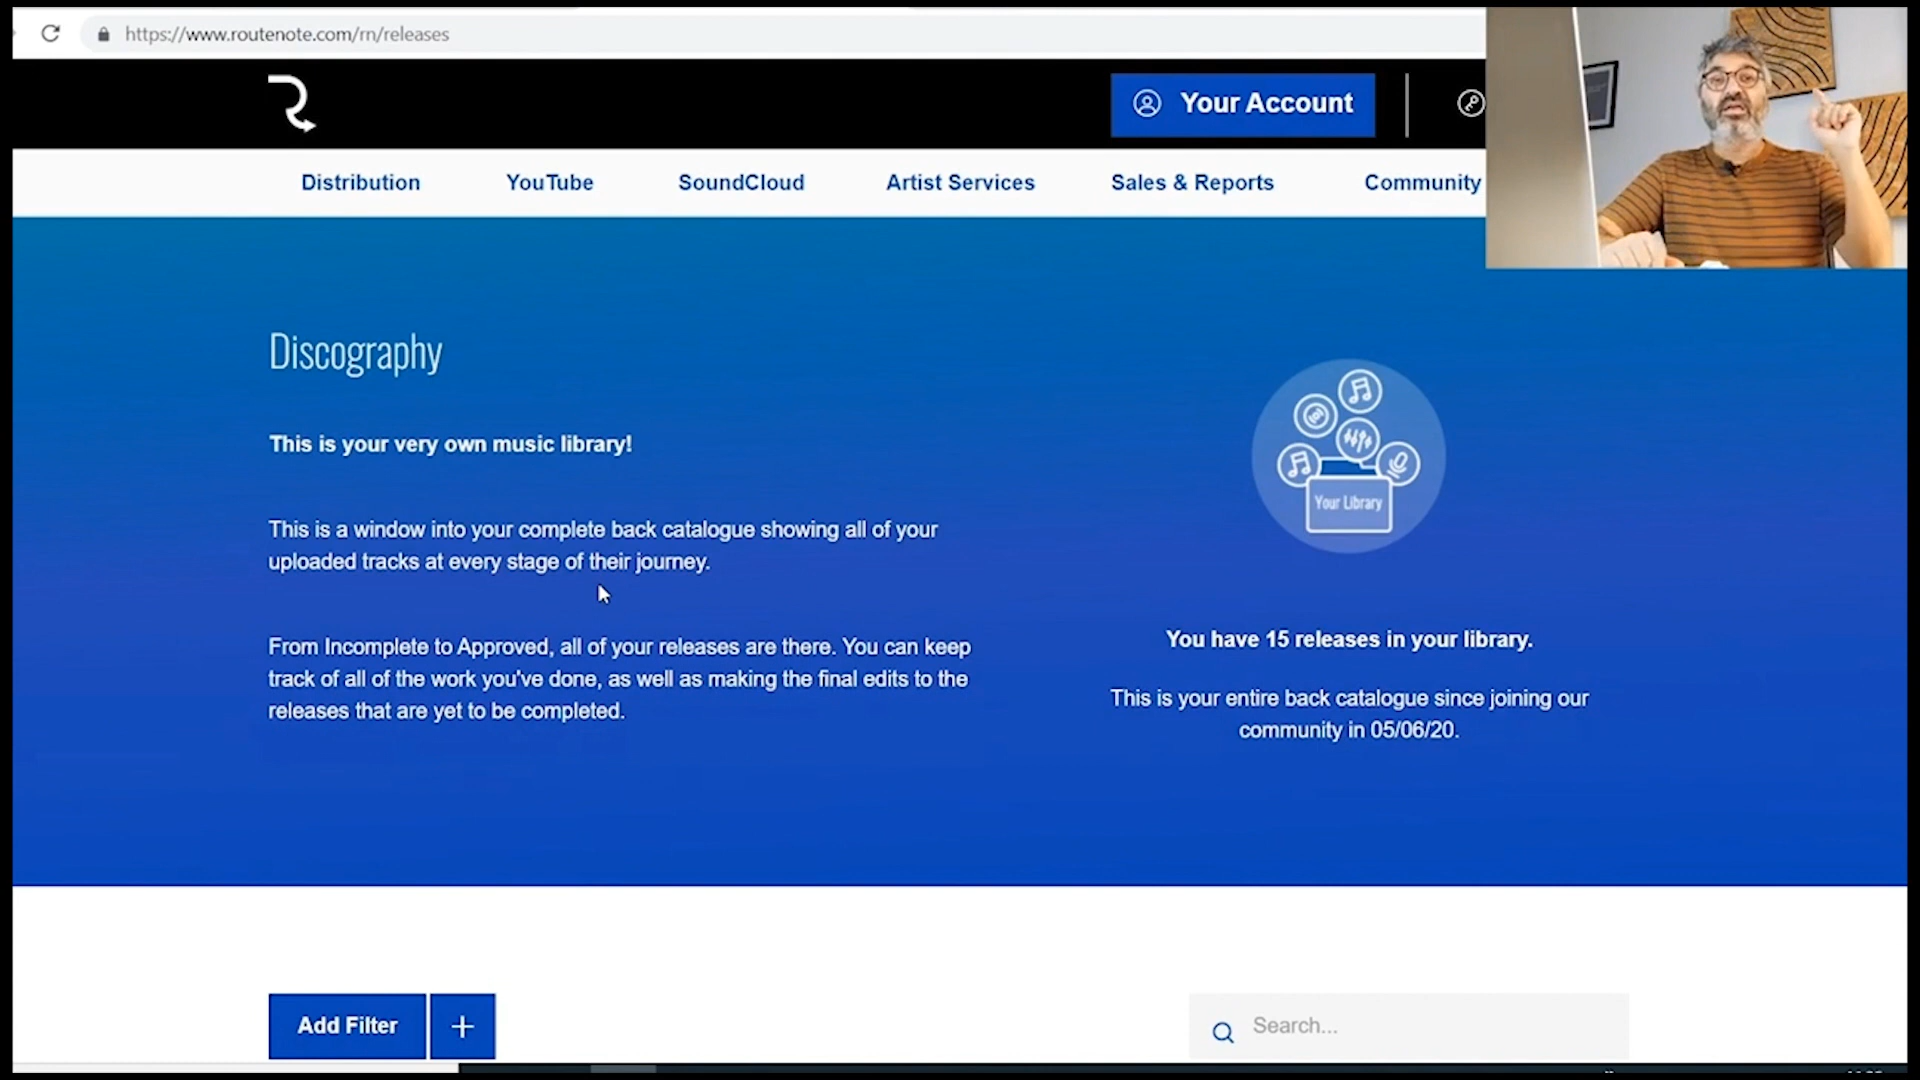 https://www.routenote.com/rn/releases
Your Account
Distribution
YouTube
SoundCloud
Artist Services
Sales & Reports
Community
Discography
This is your very own music library!
This is a window into your complete back catalogue showing all of your
uploaded tracks at every stage of their journey.
From Incomplete to Approved, all of your releases are there. You can keep
track of all of the work you've done, as well as making the final edits to the
releases that are yet to be completed.
Your Library
You have 15 releases in your library.
This is your entire back catalogue since joining our
community in 05/06/20.
Add Filter
+
Search...